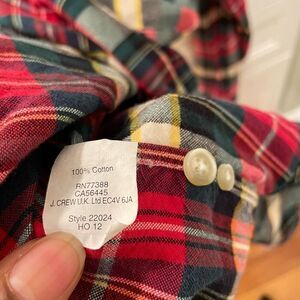 100% Cotton
RN77388
CA56445
J. CREW U.K. Ltd EC4V 6JA
Style 22024
HO 12